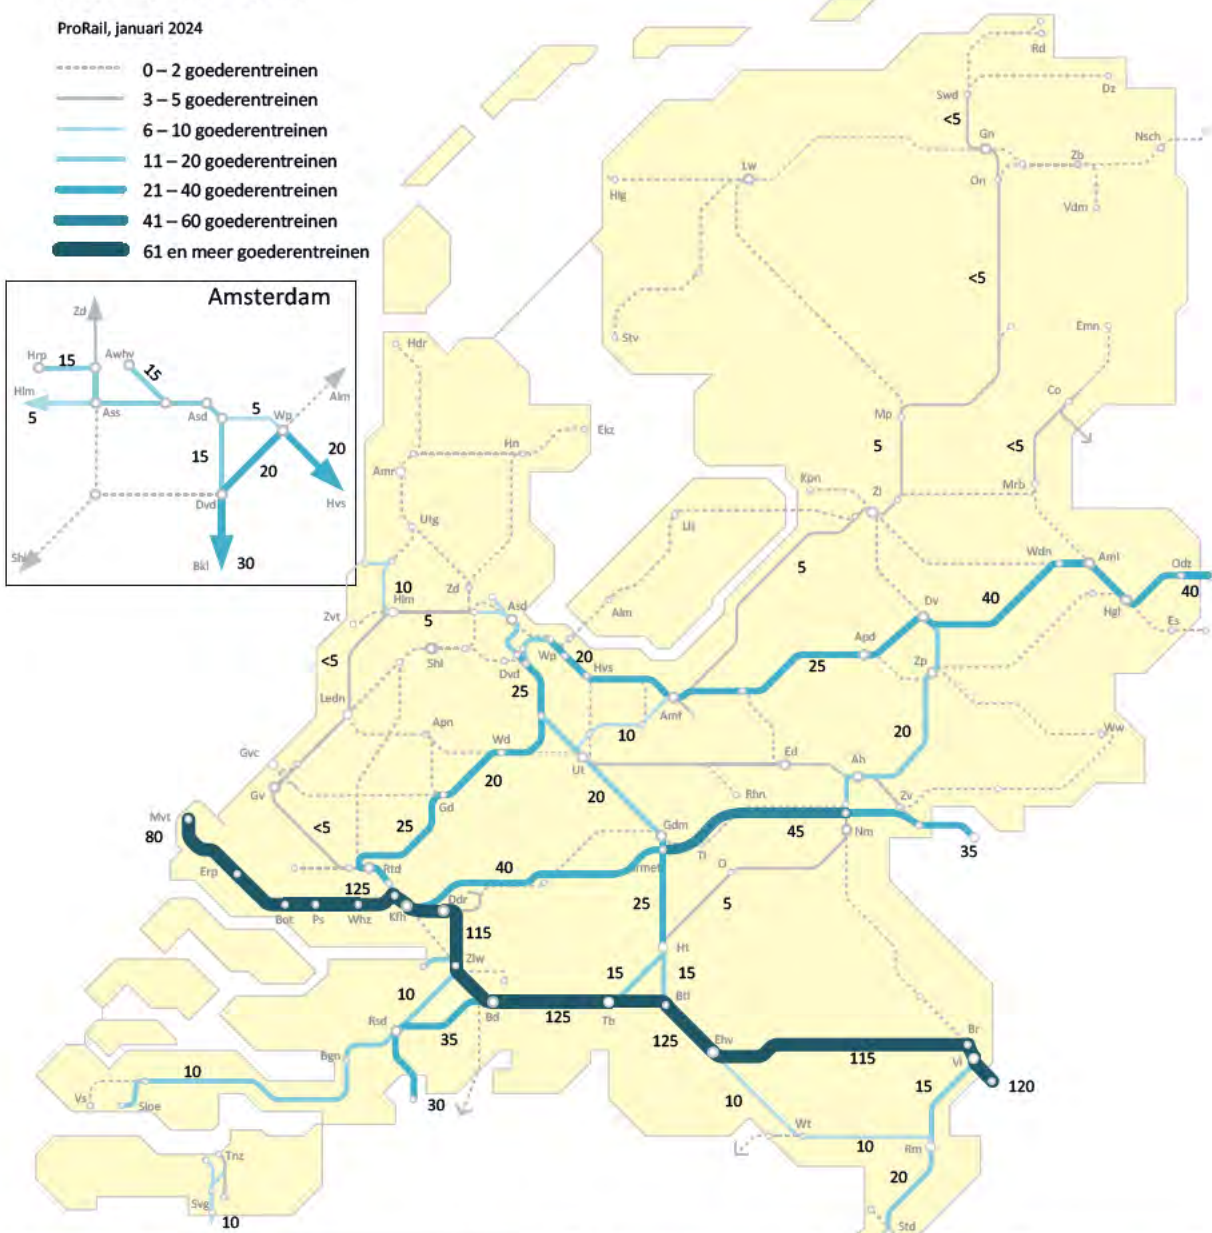 ProRail, januari 2024
0 – 2 goederentreinen
3 – 5 goederentreinen
6 – 10 goederentreinen
11 – 20 goederentreinen
21 – 40 goederentreinen
41 – 60 goederentreinen
61 en meer goederentreinen
Amsterdam
Zd
Hrp
15
Awhv
15
Hlm
5
Ass
Asd
5
Wp
Alm
15
20
20
Dvd
Hvs
Bkl
30
Rd
Swd
Dz
<5
Gn
Nsch
Zb
Lw
Hlg
On
Vdm
<5
Stv
Hdr
Emn
Co
Mp
Ekz
Hn
5
<5
Amr
Kpn
Zl
Mrb
Utg
Llj
Wdn
Aml
5
Odz
10
Zd
40
40
Hlm
Asd
Alm
Dv
Hgl
Zvt
5
Es
Apd
<5
Shl
Wp
20
Hvs
25
Zp
Dvd
25
Ledn
Amf
Apn
10
20
Ww
Gvc
Wd
Ut
Ed
Ah
20
Gv
20
Rhn
Zv
Gd
Mvt
<5
25
80
Gdm
45
Nm
Tl
35
Erp
Rtd
40
O
125
Ddr
25
5
Bot
Ps
Whz
Kfh
115
Ht
Zlw
15
15
10
Btl
Rsd
Bd
125
Tb
35
125
Ehv
Br
Bgn
115
Vl
10
15
120
Vs
Sloe
30
10
Wt
10
Rm
Tnz
20
Svg
10
Std